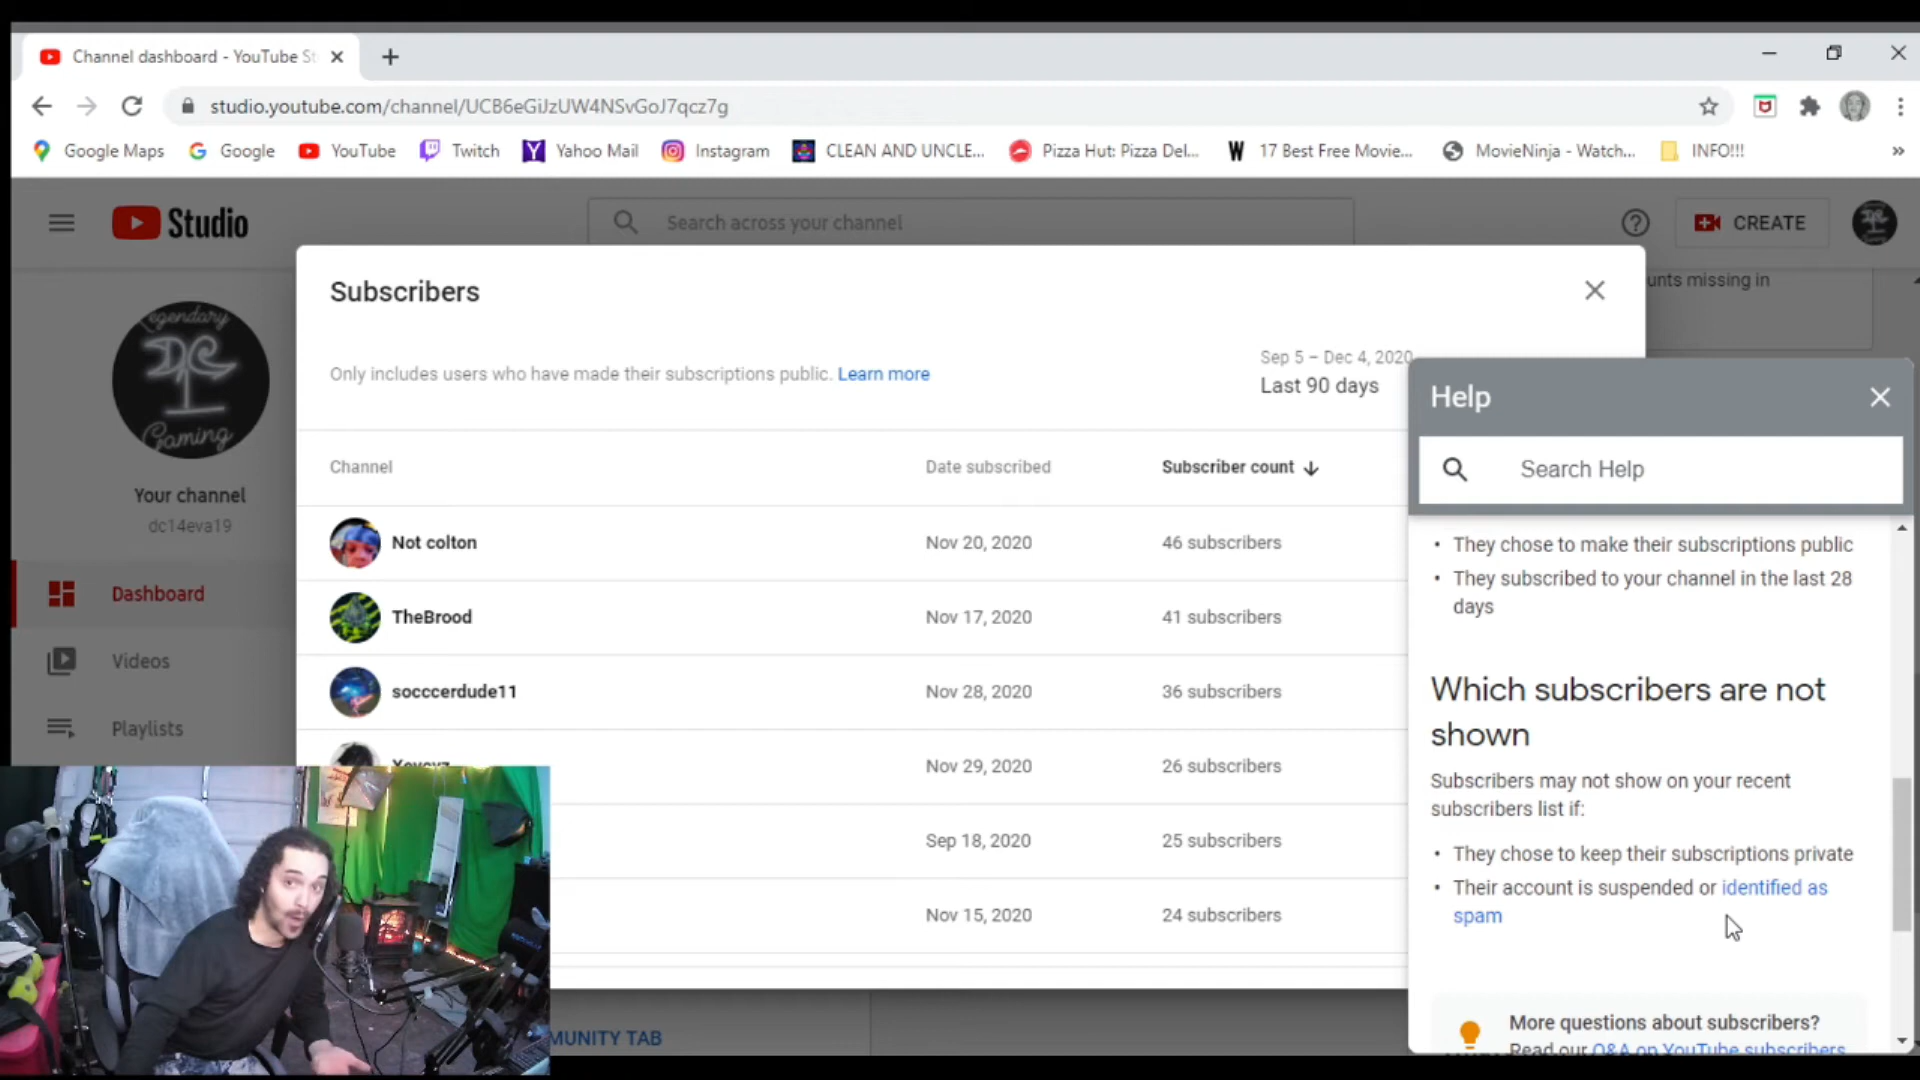 Channel dashboard - YouTube St
studio.youtube.com/channel/UCB6eGiJzUW4NSvGoJ7qcz7g
Google Maps Google YouTube Twitch Yahoo Mail Instagram CLEAN AND UNCLE... Pizza Hut: Pizza Del... 17 Best Free Movie... MovieNinja - Watch... INFO!!! »
Studio
Search across your channel
CREATE
unts missing in
Legendary
DC
Gaming
Your channel
dc14eva19
Dashboard
Videos
Playlists
Subscribers
Only includes users who have made their subscriptions public. Learn more
Sep 5 – Dec 4, 2020
Last 90 days
Channel Date subscribed Subscriber count
Not colton Nov 20, 2020 46 subscribers
TheBrood Nov 17, 2020 41 subscribers
socccerdude11 Nov 28, 2020 36 subscribers
Nov 29, 2020 26 subscribers
Sep 18, 2020 25 subscribers
Nov 15, 2020 24 subscribers
MUNITY TAB
Help
Search Help
• They chose to make their subscriptions public
• They subscribed to your channel in the last 28
days
Which subscribers are not
shown
Subscribers may not show on your recent
subscribers list if:
• They chose to keep their subscriptions private
• Their account is suspended or identified as
spam
More questions about subscribers?
Read our Q&A on YouTube subscribers